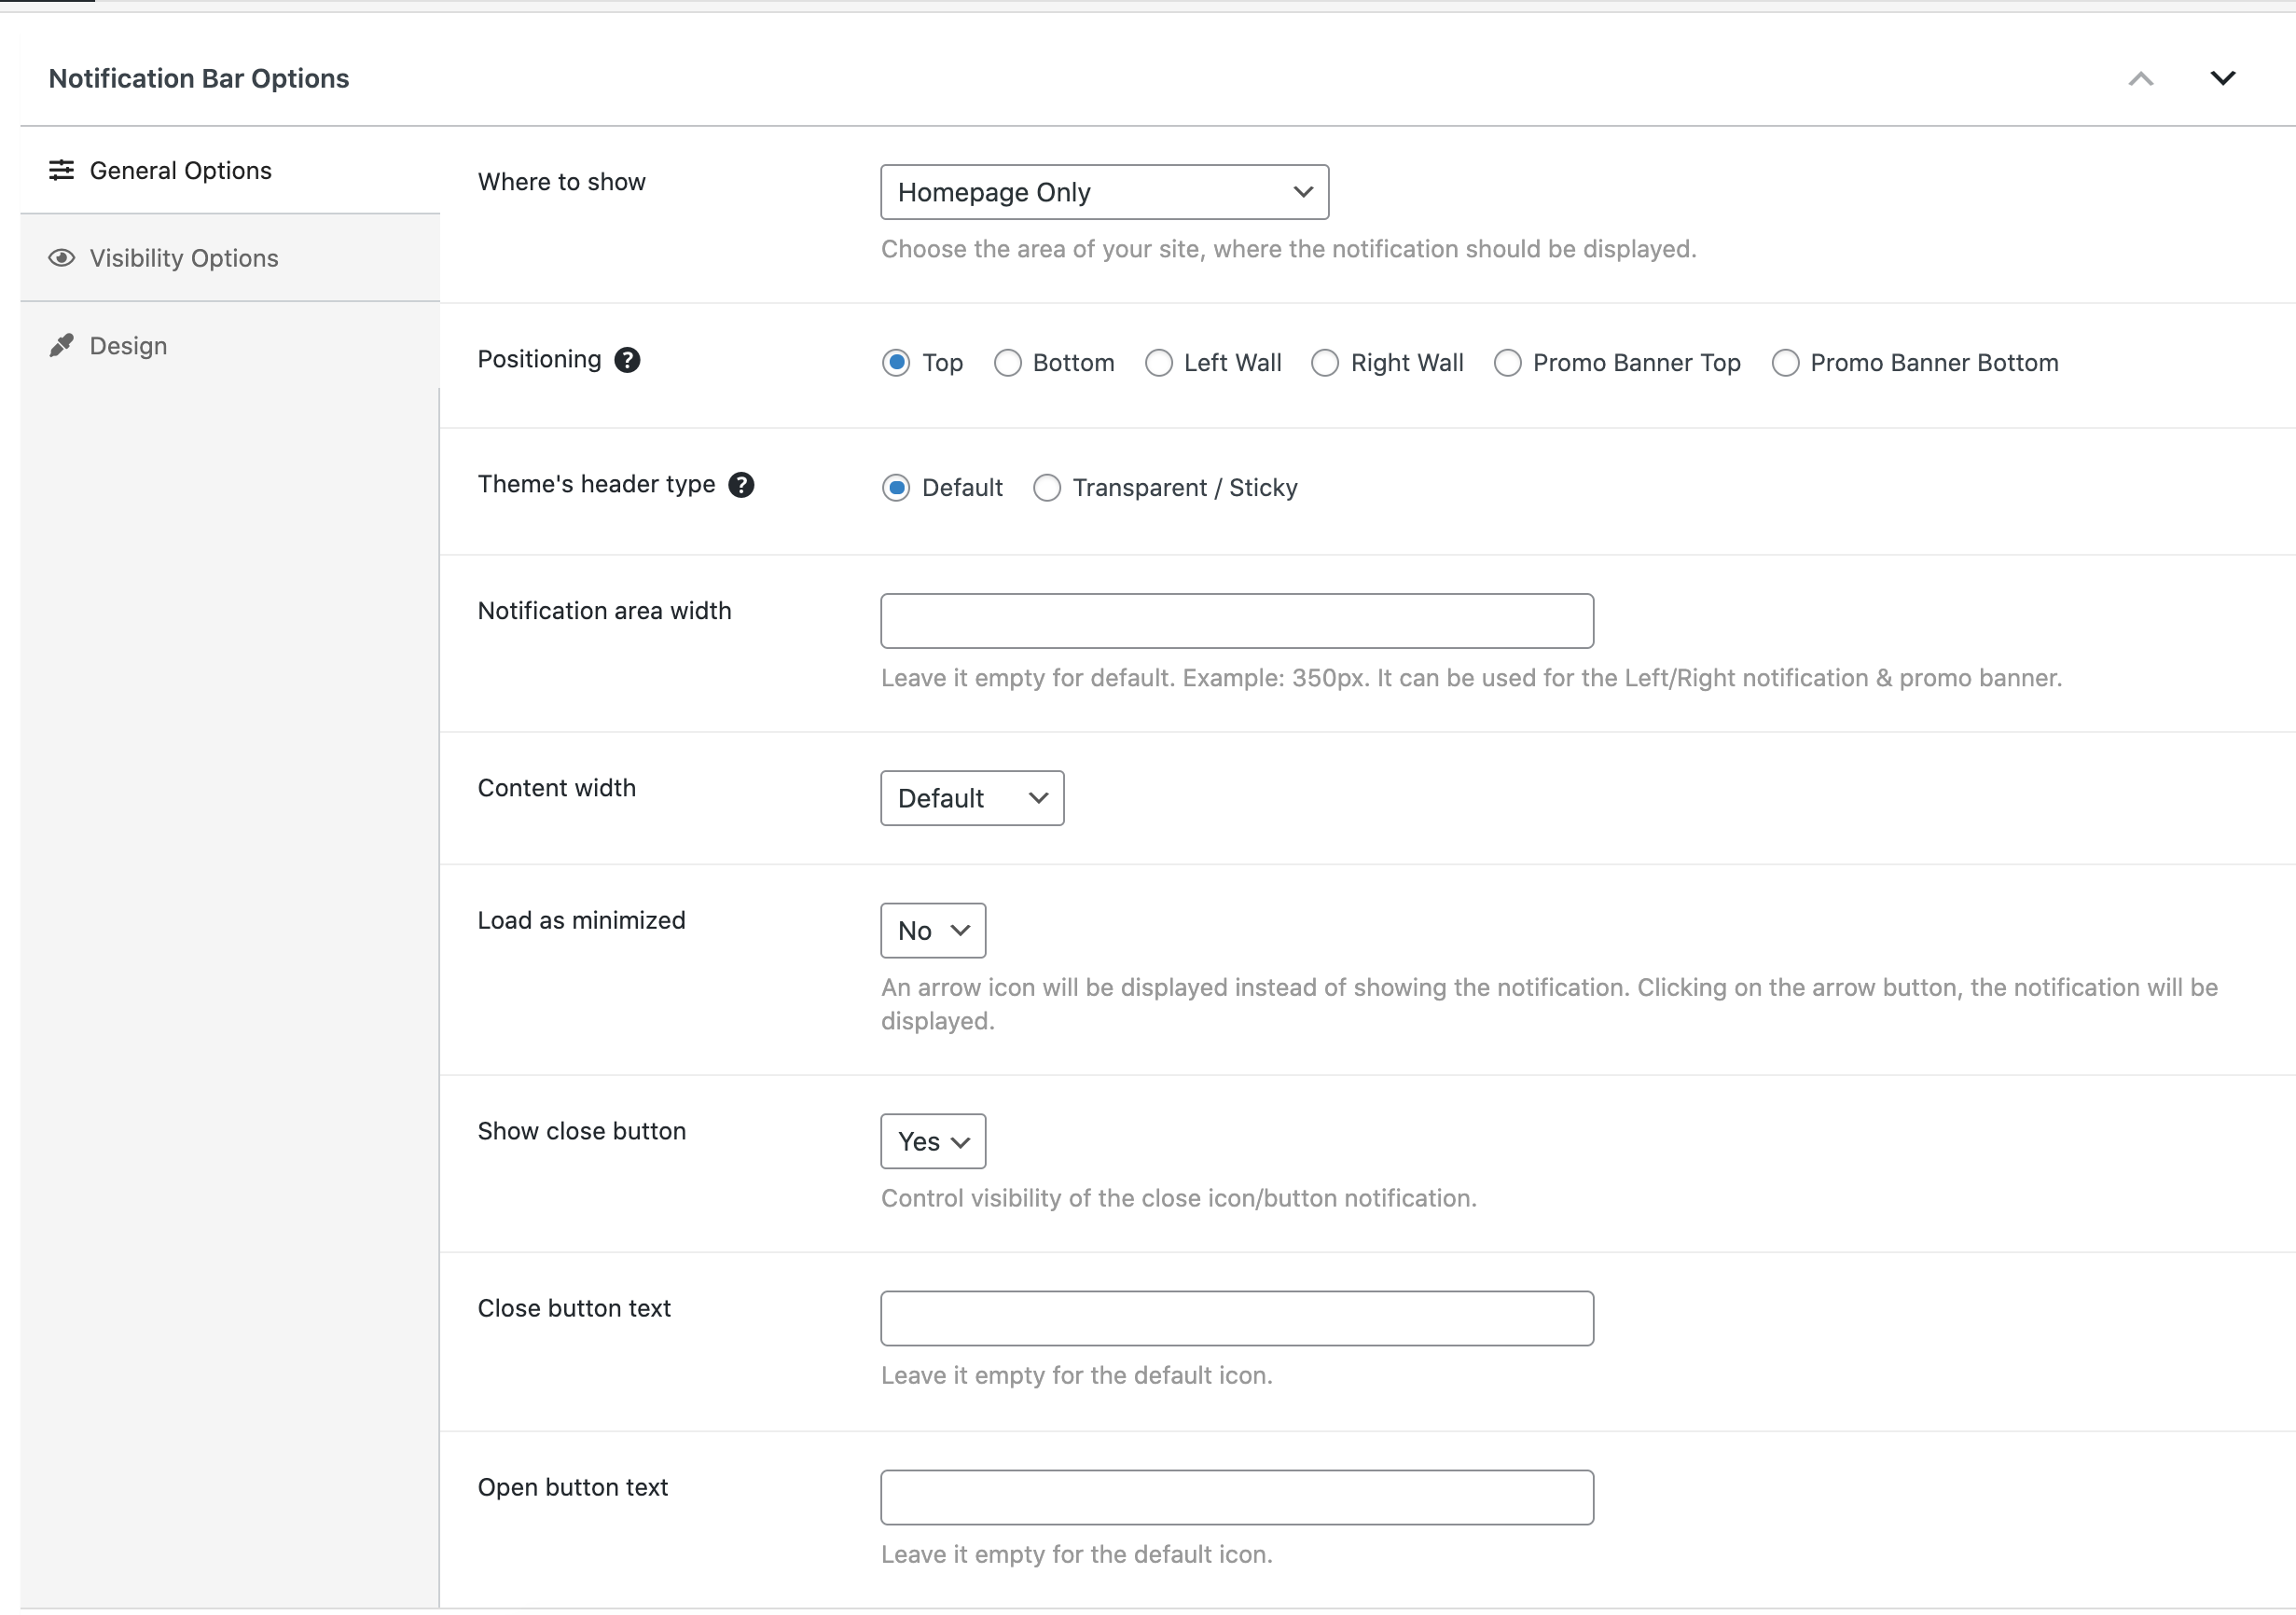 Notification Bar Options
General Options
Visibility Options
Design
Where to show
Homepage Only
Choose the area of your site, where the notification should be displayed.
Positioning ?
Top Bottom Left Wall Right Wall Promo Banner Top Promo Banner Bottom
Theme's header type ?
Default Transparent / Sticky
Notification area width
Leave it empty for default. Example: 350px. It can be used for the Left/Right notification & promo banner.
Content width
Default
Load as minimized
No
An arrow icon will be displayed instead of showing the notification. Clicking on the arrow button, the notification will be
displayed.
Show close button
Yes
Control visibility of the close icon/button notification.
Close button text
Leave it empty for the default icon.
Open button text
Leave it empty for the default icon.